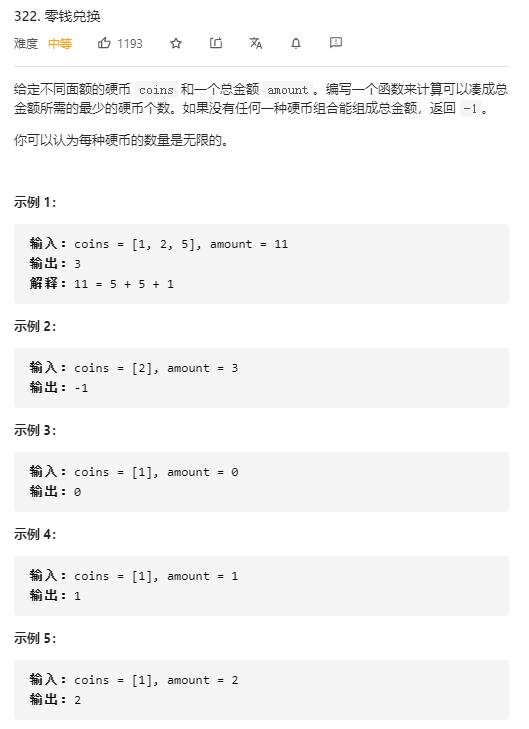 322. 零钱兑换
难度 中等 1193
给定不同面额的硬币 coins 和一个总金额 amount。编写一个函数来计算可以凑成总
金额所需的最少的硬币个数。如果没有任何一种硬币组合能组成总金额，返回 -1。
你可以认为每种硬币的数量是无限的。
示例 1：
输入：coins = [1, 2, 5], amount = 11
输出：3
解释：11 = 5 + 5 + 1
示例 2：
输入：coins = [2], amount = 3
输出：-1
示例 3：
输入：coins = [1], amount = 0
输出：0
示例 4：
输入：coins = [1], amount = 1
输出：1
示例 5：
输入：coins = [1], amount = 2
输出：2